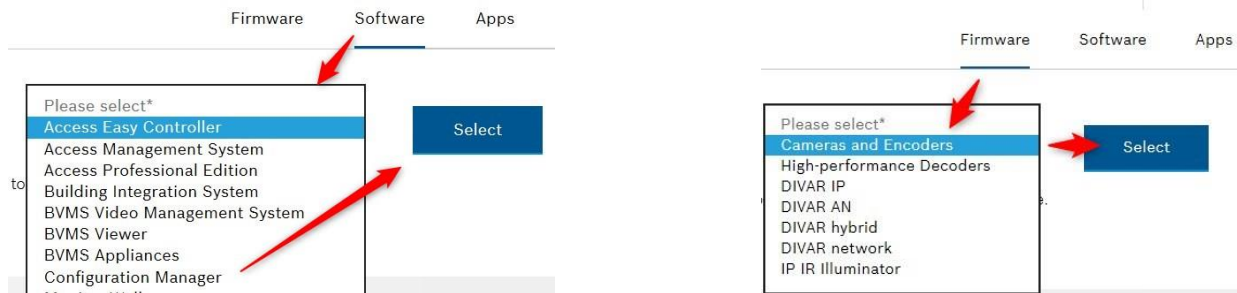 Firmware Software Apps
Please select*
Access Easy Controller
Select
Access Management System
Access Professional Edition
to
Building Integration System
BVMS Video Management System
BVMS Viewer
BVMS Appliances
Configuration Manager
Firmware Software Apps
Please select*
Cameras and Encoders
Select
High-performance Decoders
DIVAR IP
DIVAR AN
DIVAR hybrid
DIVAR network
IP IR Illuminator